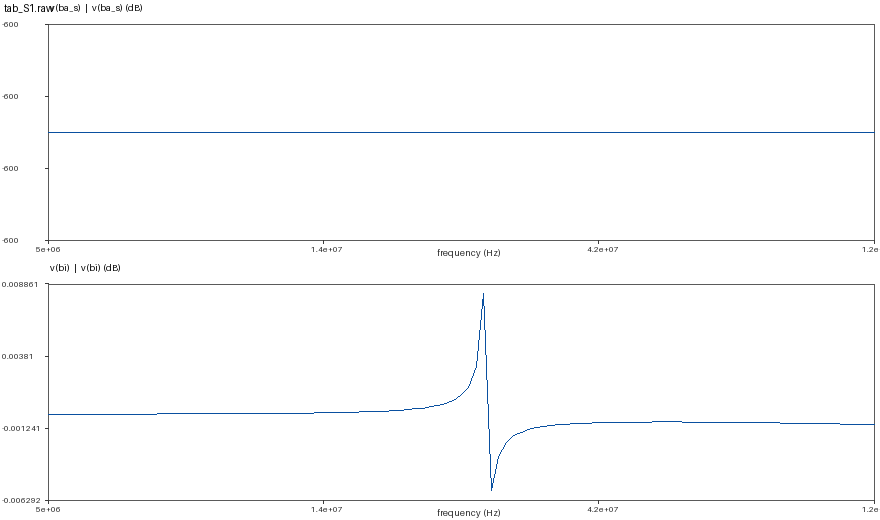 tab_S1.raw v(ba_s) | v(ba_s) (dB)
-600
-600
-600
-600
5e+06 1.4e+07 4.2e+07 1.2e
frequency (Hz)
v(bi) | v(bi) (dB)
0.008861
0.00381
-0.001241
-0.006292
5e+06 1.4e+07 4.2e+07 1.2e
frequency (Hz)